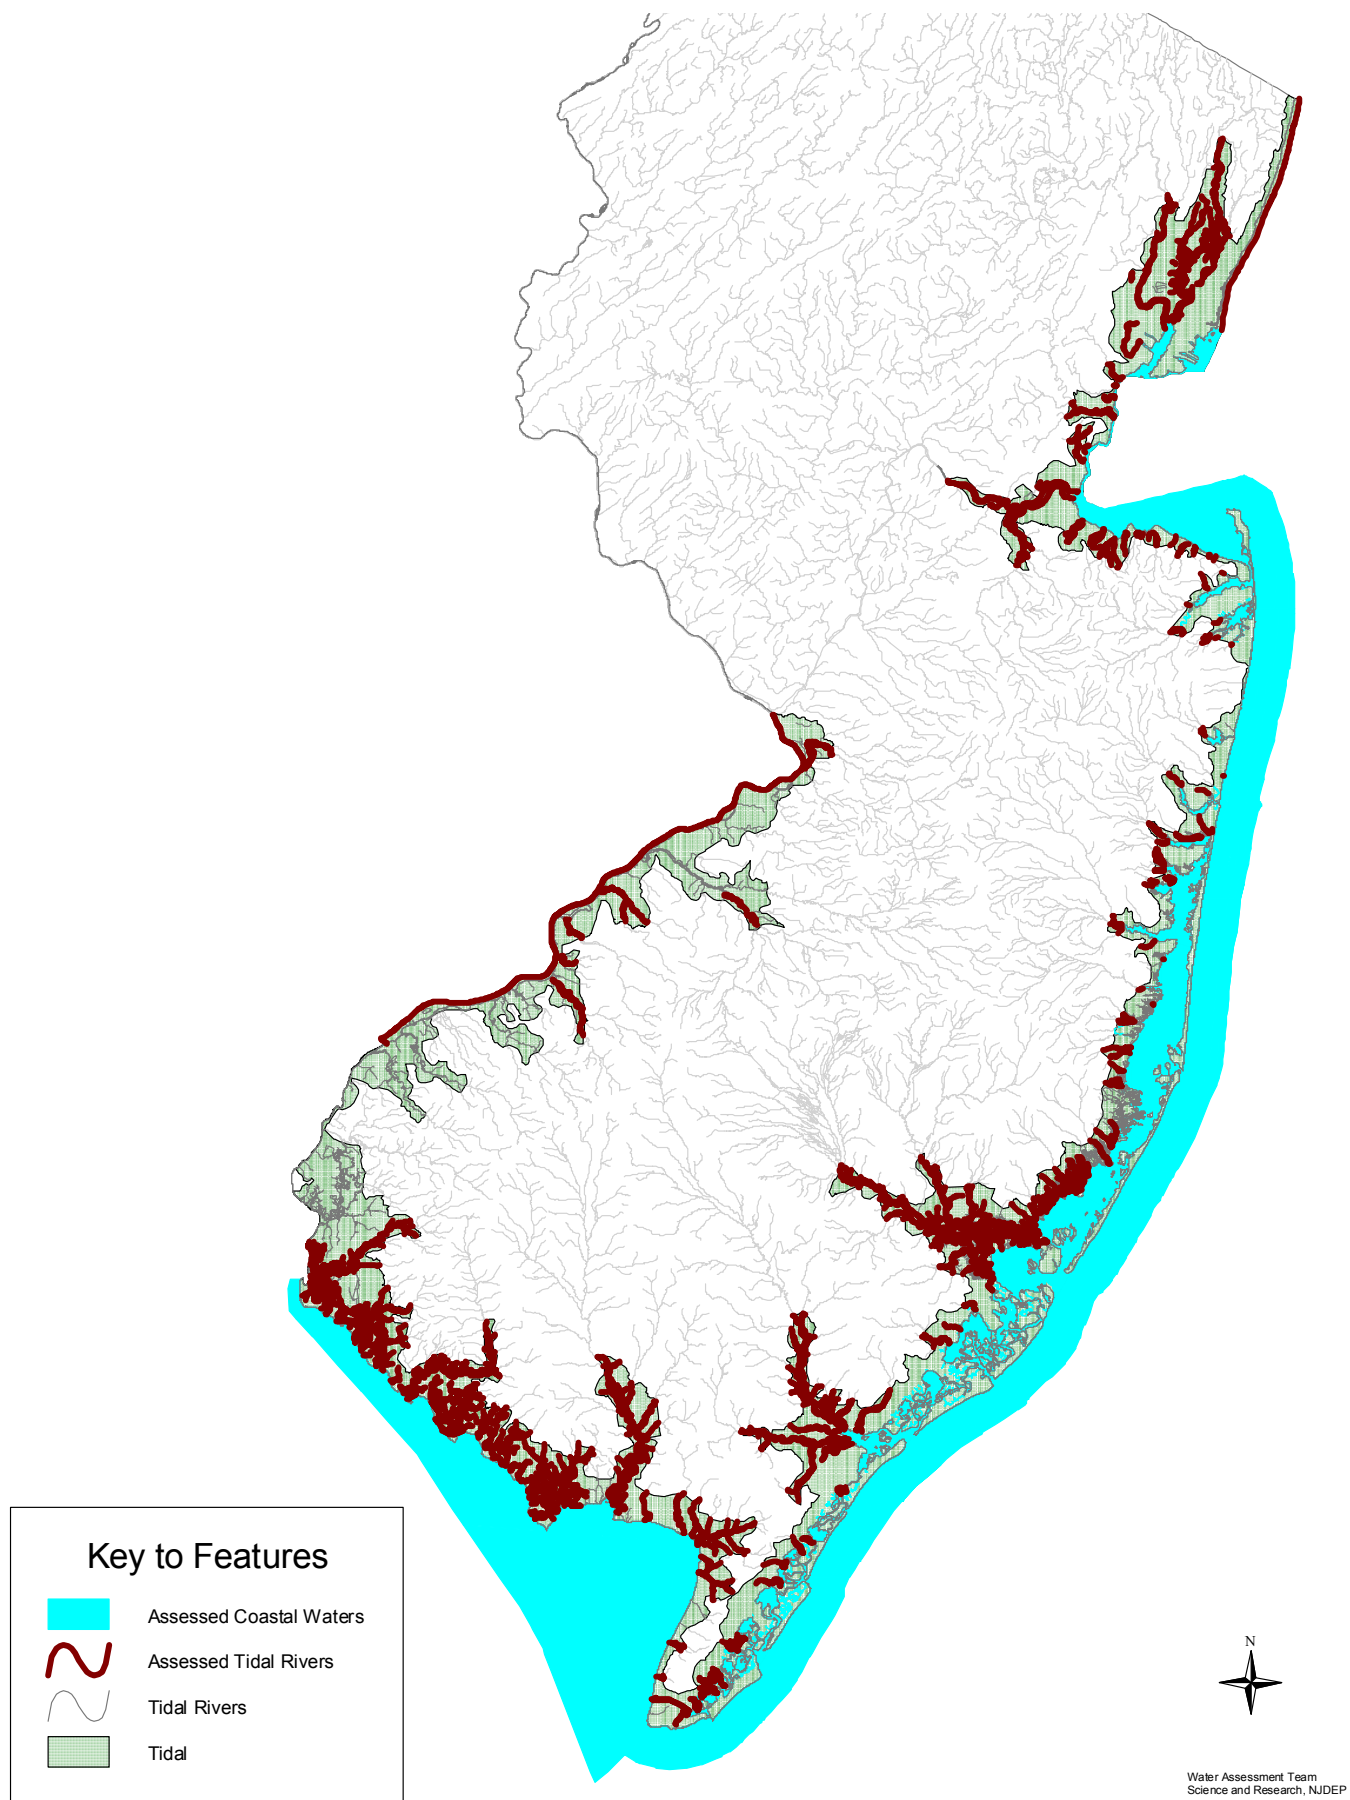 Key to Features
Assessed Coastal Waters
Assessed Tidal Rivers
Tidal Rivers
Tidal
N
Water Assessment Team
Science and Research, NJDEP